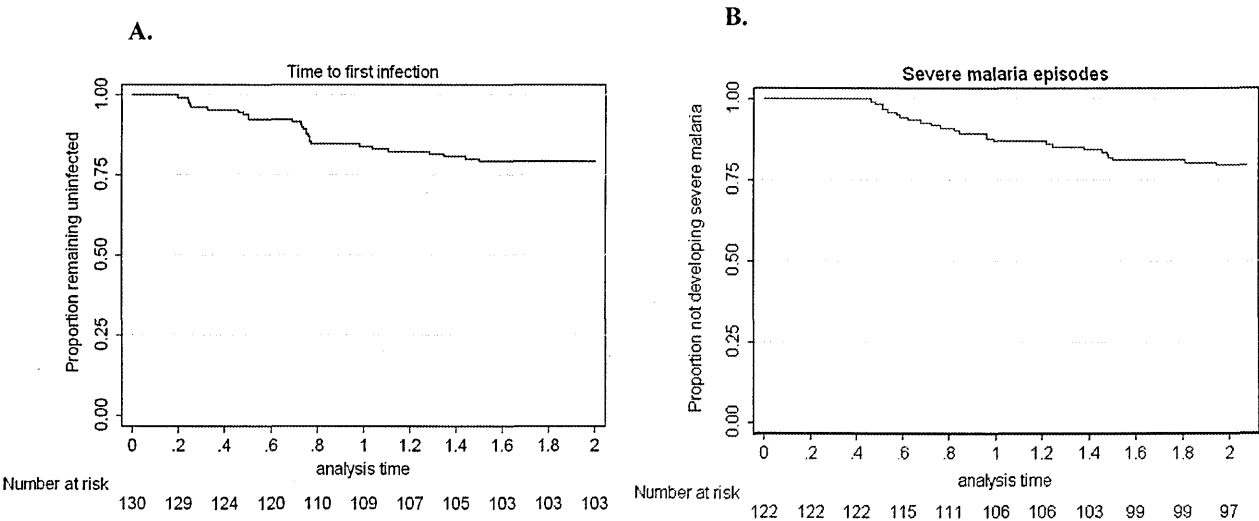 A.
Time to first infection
Proportion remaining uninfected
1.00
0.75
0.50
0.25
0.00
0 .2 .4 .6 .8 1 1.2 1.4 1.6 1.8 2
analysis time
Number at risk
130 129 124 120 110 109 107 105 103 103 103
B.
Severe malaria episodes
Proportion not developing severe malaria
1.00
0.75
0.50
0.25
0.00
0 .2 .4 .6 .8 1 1.2 1.4 1.6 1.8 2
analysis time
Number at risk
122 122 122 115 111 106 106 103 99 99 97